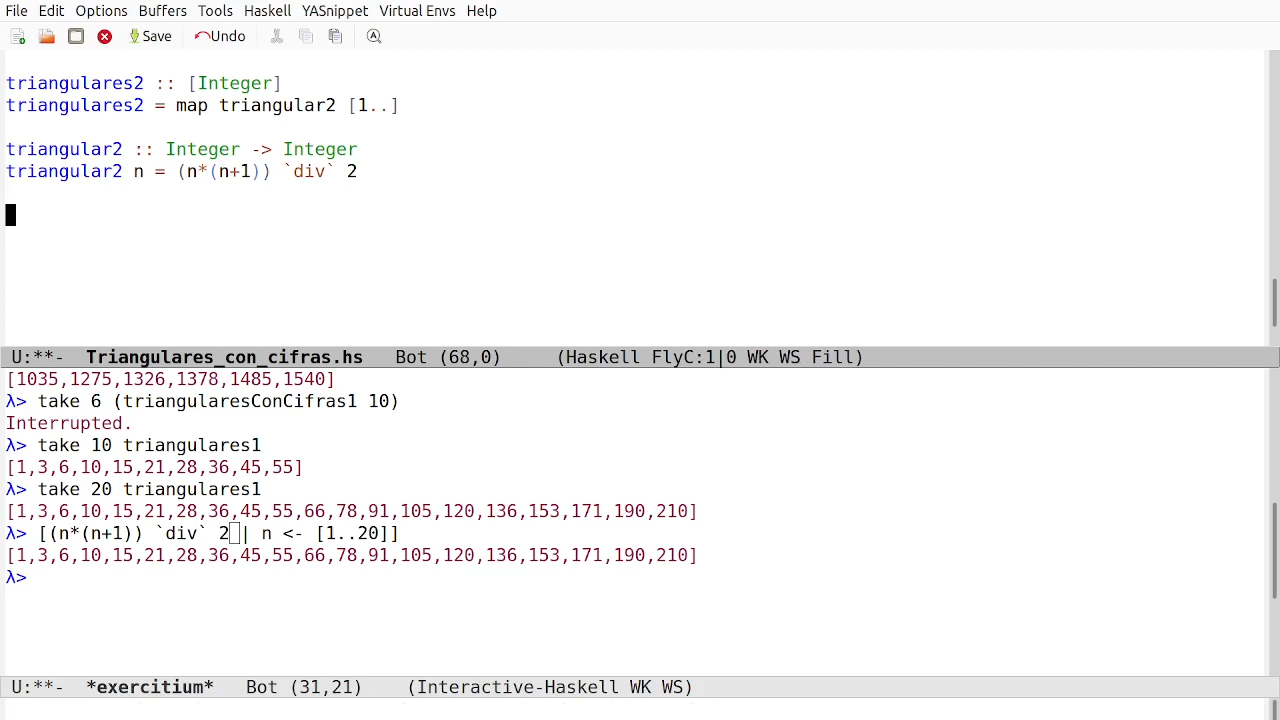 File Edit Options Buffers Tools Haskell YASnippet Virtual Envs Help
Save Undo
triangulares2 :: [Integer]
triangulares2 = map triangular2 [1..]
triangular2 :: Integer -> Integer
triangular2 n = (n*(n+1)) `div` 2
U:**-  Triangulares_con_cifras.hs   Bot (68,0)     (Haskell FlyC:1|0 WK WS Fill)
[1035,1275,1326,1378,1485,1540]
λ> take 6 (triangularesConCifras1 10)
Interrupted.
λ> take 10 triangulares1
[1,3,6,10,15,21,28,36,45,55]
λ> take 20 triangulares1
[1,3,6,10,15,21,28,36,45,55,66,78,91,105,120,136,153,171,190,210]
λ> [(n*(n+1)) `div` 2 | n <- [1..20]]
[1,3,6,10,15,21,28,36,45,55,66,78,91,105,120,136,153,171,190,210]
λ>
U:**-  *exercitium*   Bot (31,21)    (Interactive-Haskell WK WS)